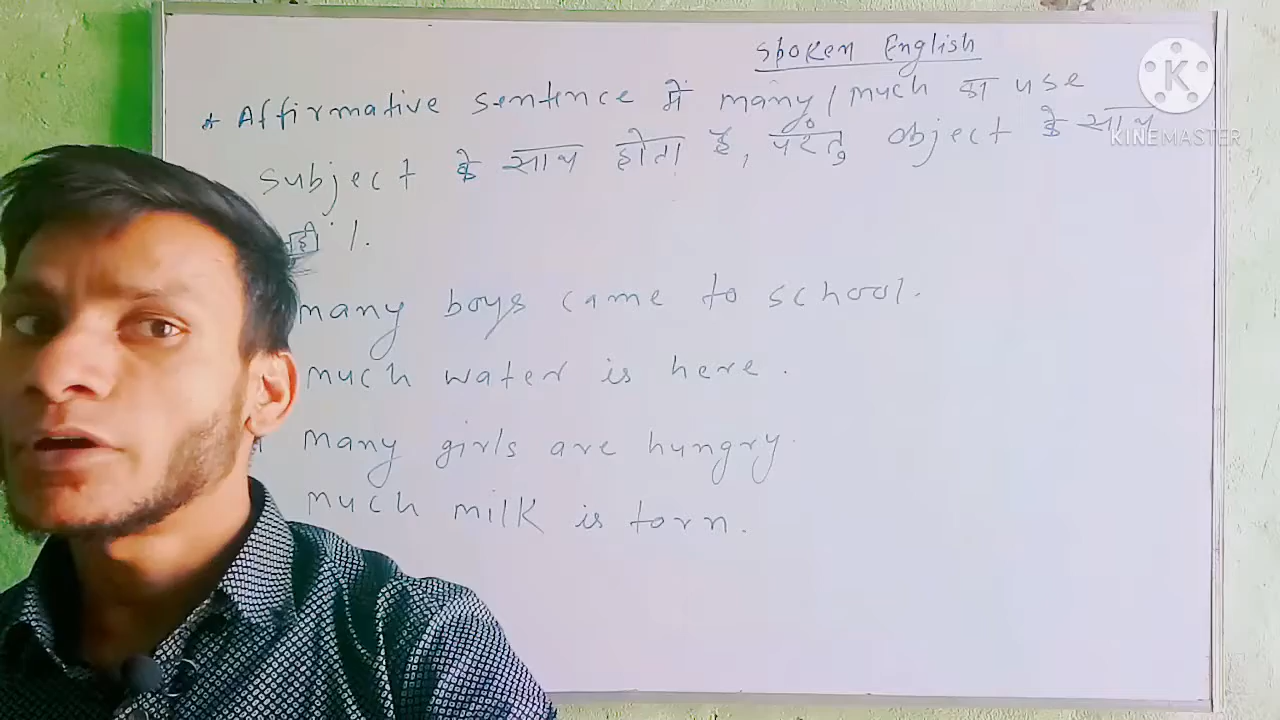 Spoken English
* Affirmative sentence में many/much का use
subject के साथ होता है, परंतु object के साथ
नहीं ।.
many boys came to school.
much water is here.
many girls are hungry.
much milk is torn.
K
KINEMASTER